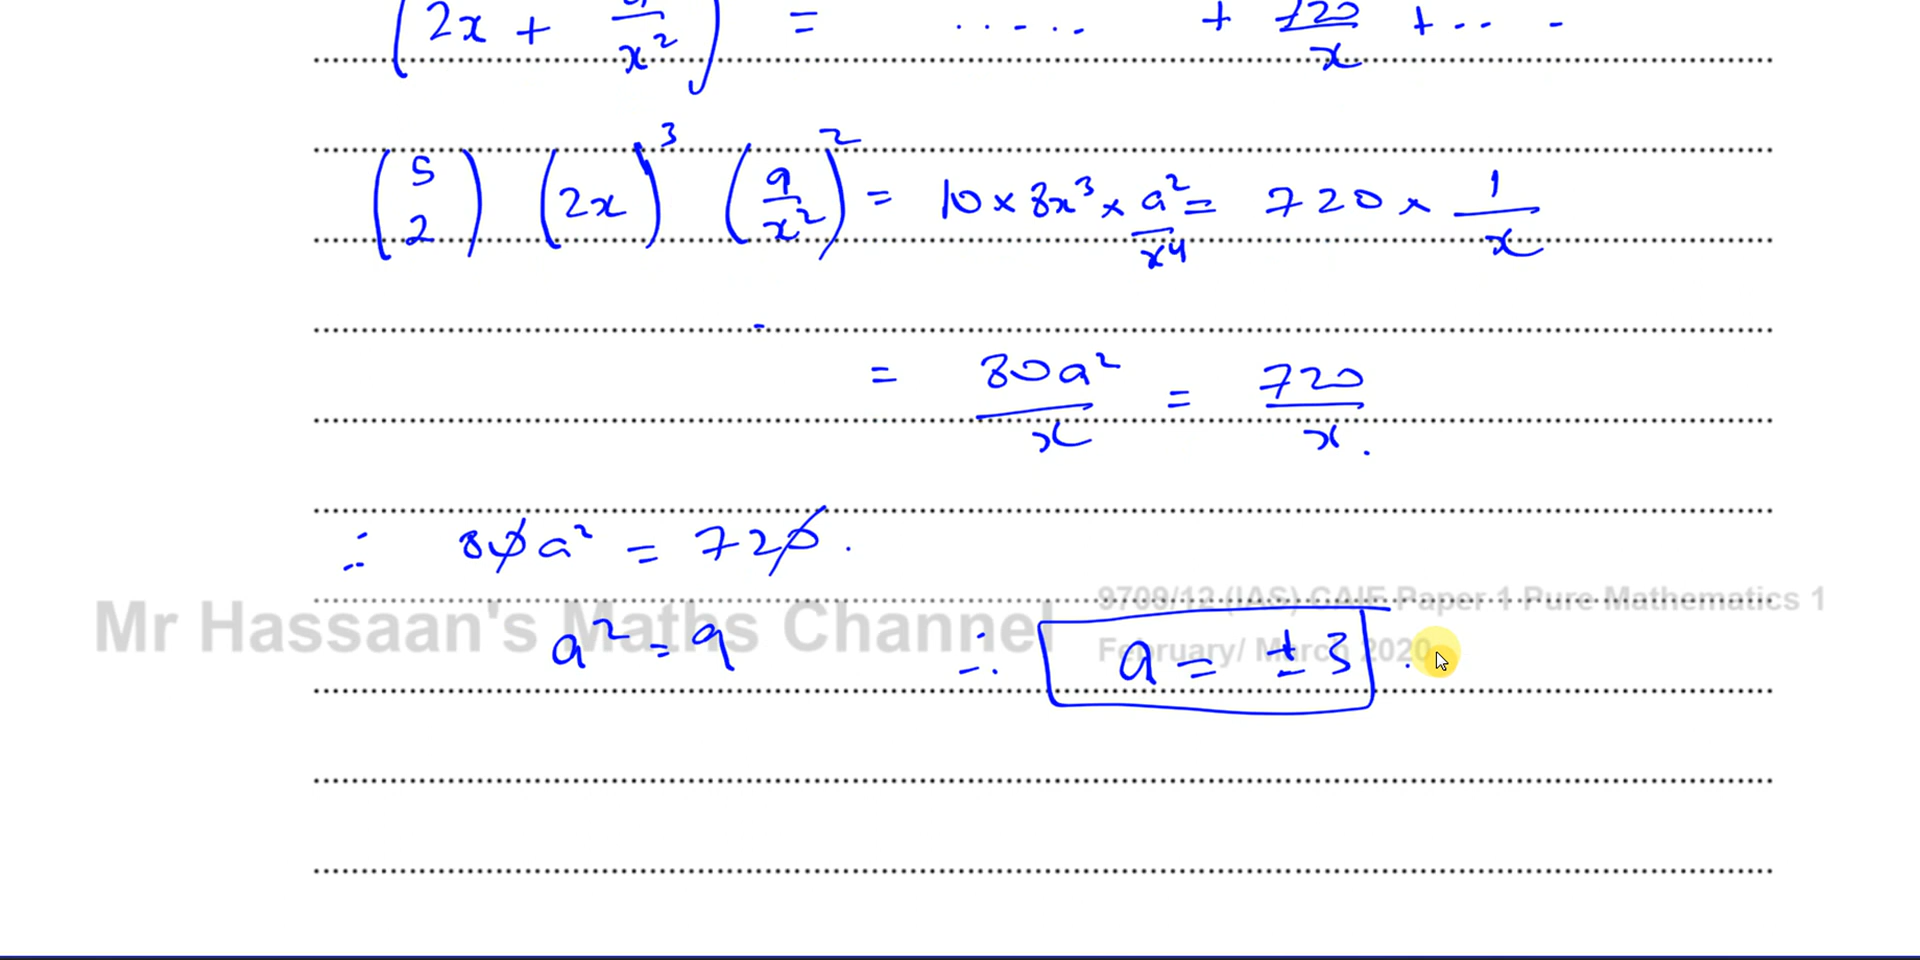 (2x + a/x²) = ..... + 720/x + ...
(5 2) (2x)³ (a/x²)² = 10 × 8x³ × a²/x⁴ = 720 × 1/x
= 80a²/x = 720/x.
∴ 80a² = 720.
9709/12 (IAS) CAIE Paper 1 Pure Mathematics 1
Mr Hassaan's Maths Channel
February/ March 2020
a² = 9 ∴ a = ±3.